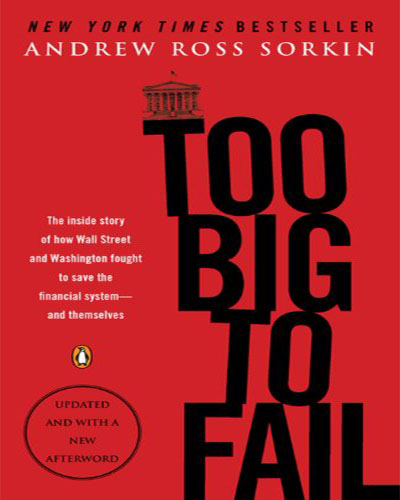 NEW YORK TIMES BESTSELLER
ANDREW ROSS SORKIN
TOO
BIG
TO
FAIL
The inside story
of how Wall Street
and Washington fought
to save the
financial system—
and themselves
UPDATED
AND WITH A
NEW
AFTERWORD